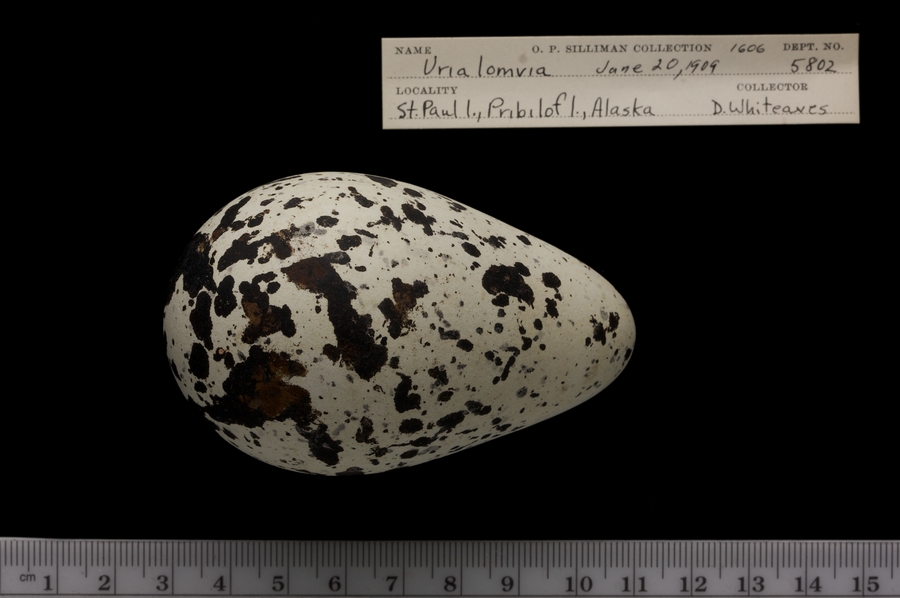 NAME O. P. SILLIMAN COLLECTION 1606 DEPT. NO.
Uria lomvia June 20, 1909 5802
LOCALITY COLLECTOR
St. Paul I., Pribilof I., Alaska D. Whiteaves
cm 1 2 3 4 5 6 7 8 9 10 11 12 13 14 15